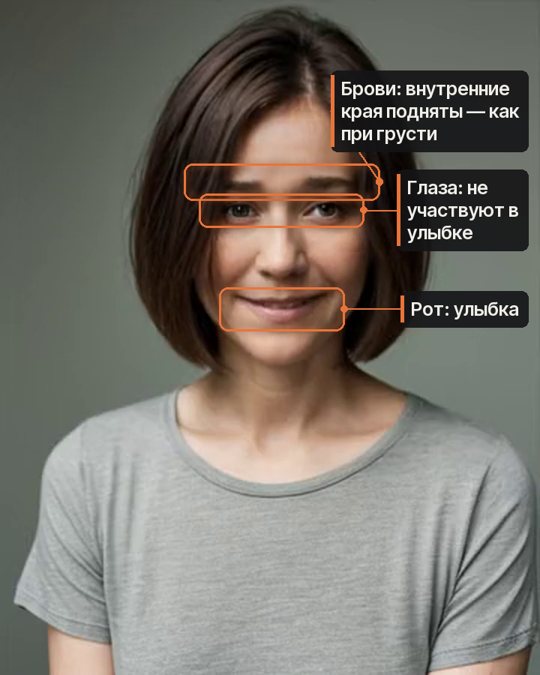 Брови: внутренние
края подняты — как
при грусти
Глаза: не
участвуют в
улыбке
Рот: улыбка